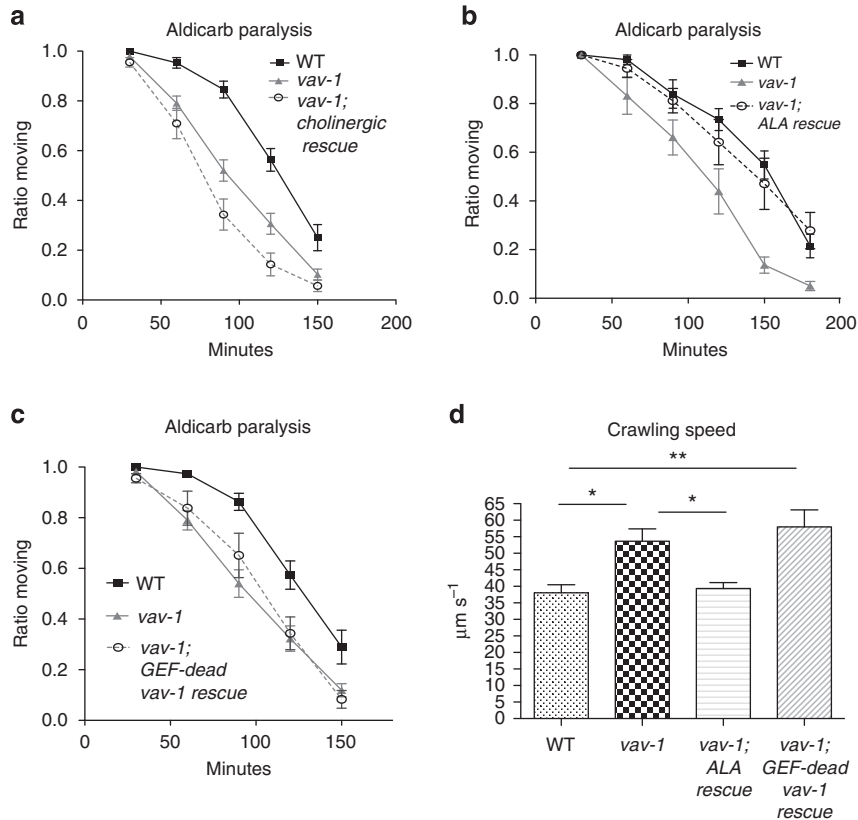 a
Aldicarb paralysis
1.0
0.8
0.6
0.4
0.2
0.0
Ratio moving
WT
vav-1
vav-1;
cholinergic
rescue
0 50 100 150 200
Minutes
b
Aldicarb paralysis
1.0
0.8
0.6
0.4
0.2
0.0
Ratio moving
WT
vav-1
vav-1;
ALA rescue
0 50 100 150 200
Minutes
c
Aldicarb paralysis
1.0
0.8
0.6
0.4
0.2
0.0
Ratio moving
WT
vav-1
vav-1;
GEF-dead
vav-1 rescue
0 50 100 150
Minutes
d
Crawling speed
**
* *
65
60
55
50
45
40
35
30
25
20
15
10
5
0
μm s⁻¹
WT
vav-1
vav-1;
ALA
rescue
vav-1;
GEF-dead
vav-1
rescue